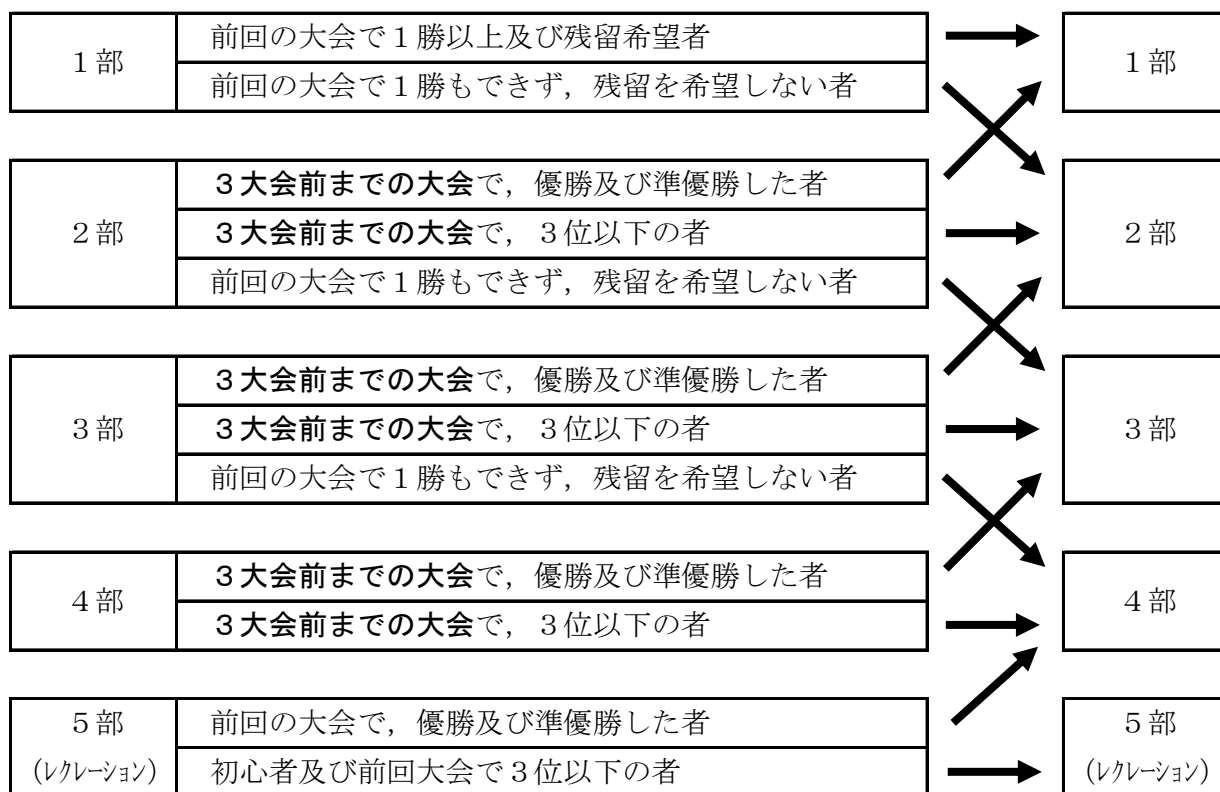 1部
前回の大会で１勝以上及び残留希望者
前回の大会で１勝もできず，残留を希望しない者
1部
2部
３大会前までの大会で，優勝及び準優勝した者
３大会前までの大会で，３位以下の者
前回の大会で１勝もできず，残留を希望しない者
2部
3部
３大会前までの大会で，優勝及び準優勝した者
３大会前までの大会で，３位以下の者
前回の大会で１勝もできず，残留を希望しない者
3部
4部
３大会前までの大会で，優勝及び準優勝した者
３大会前までの大会で，３位以下の者
4部
5部
(ﾚｸﾚｰｼｮﾝ)
前回の大会で，優勝及び準優勝した者
初心者及び前回大会で３位以下の者
5部
(ﾚｸﾚｰｼｮﾝ)